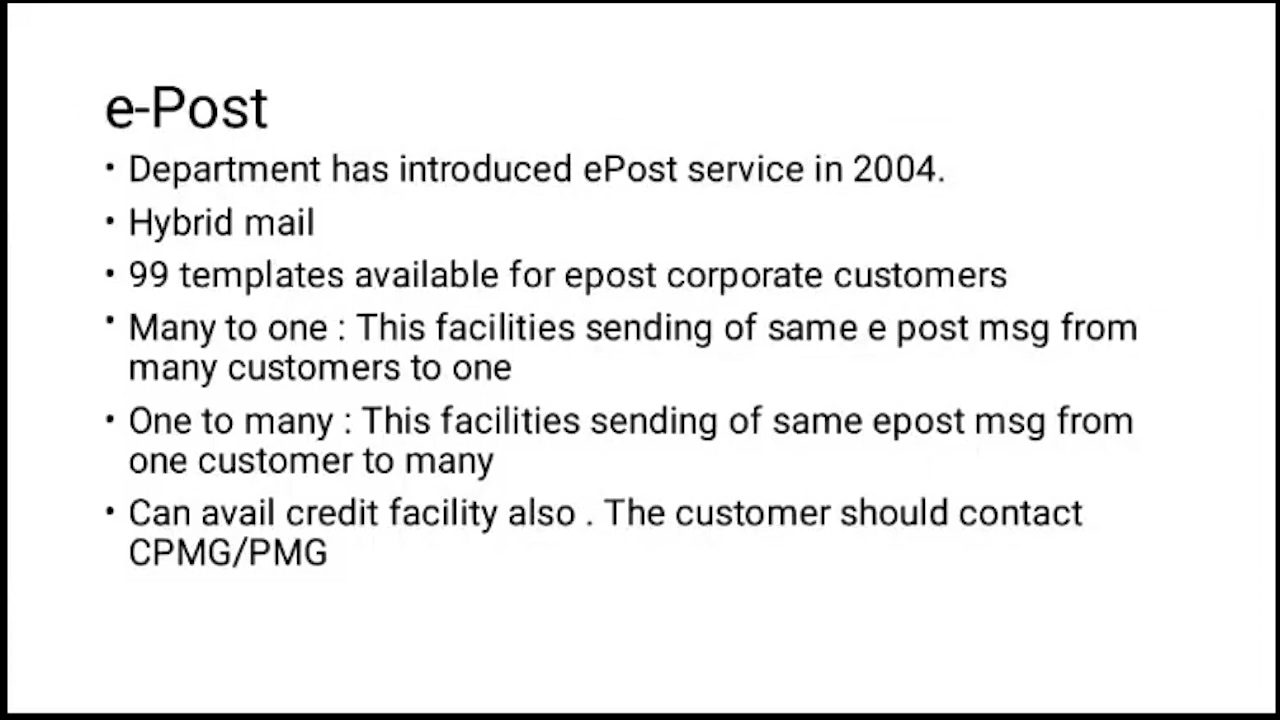 e-Post
• Department has introduced ePost service in 2004.
• Hybrid mail
• 99 templates available for epost corporate customers
• Many to one : This facilities sending of same e post msg from
many customers to one
• One to many : This facilities sending of same epost msg from
one customer to many
• Can avail credit facility also . The customer should contact
CPMG/PMG